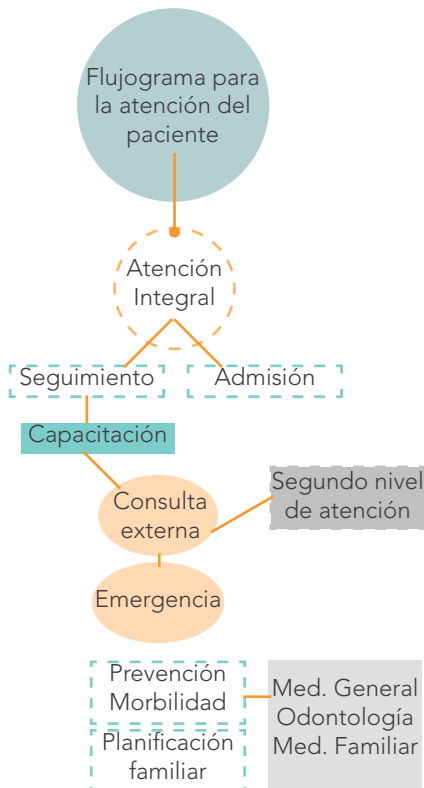 Flujograma para
la atención del
paciente
Atención
Integral
Seguimiento
Admisión
Capacitación
Consulta
externa
Segundo nivel
de atención
Emergencia
Prevención
Morbilidad
Planificación
familiar
Med. General
Odontología
Med. Familiar